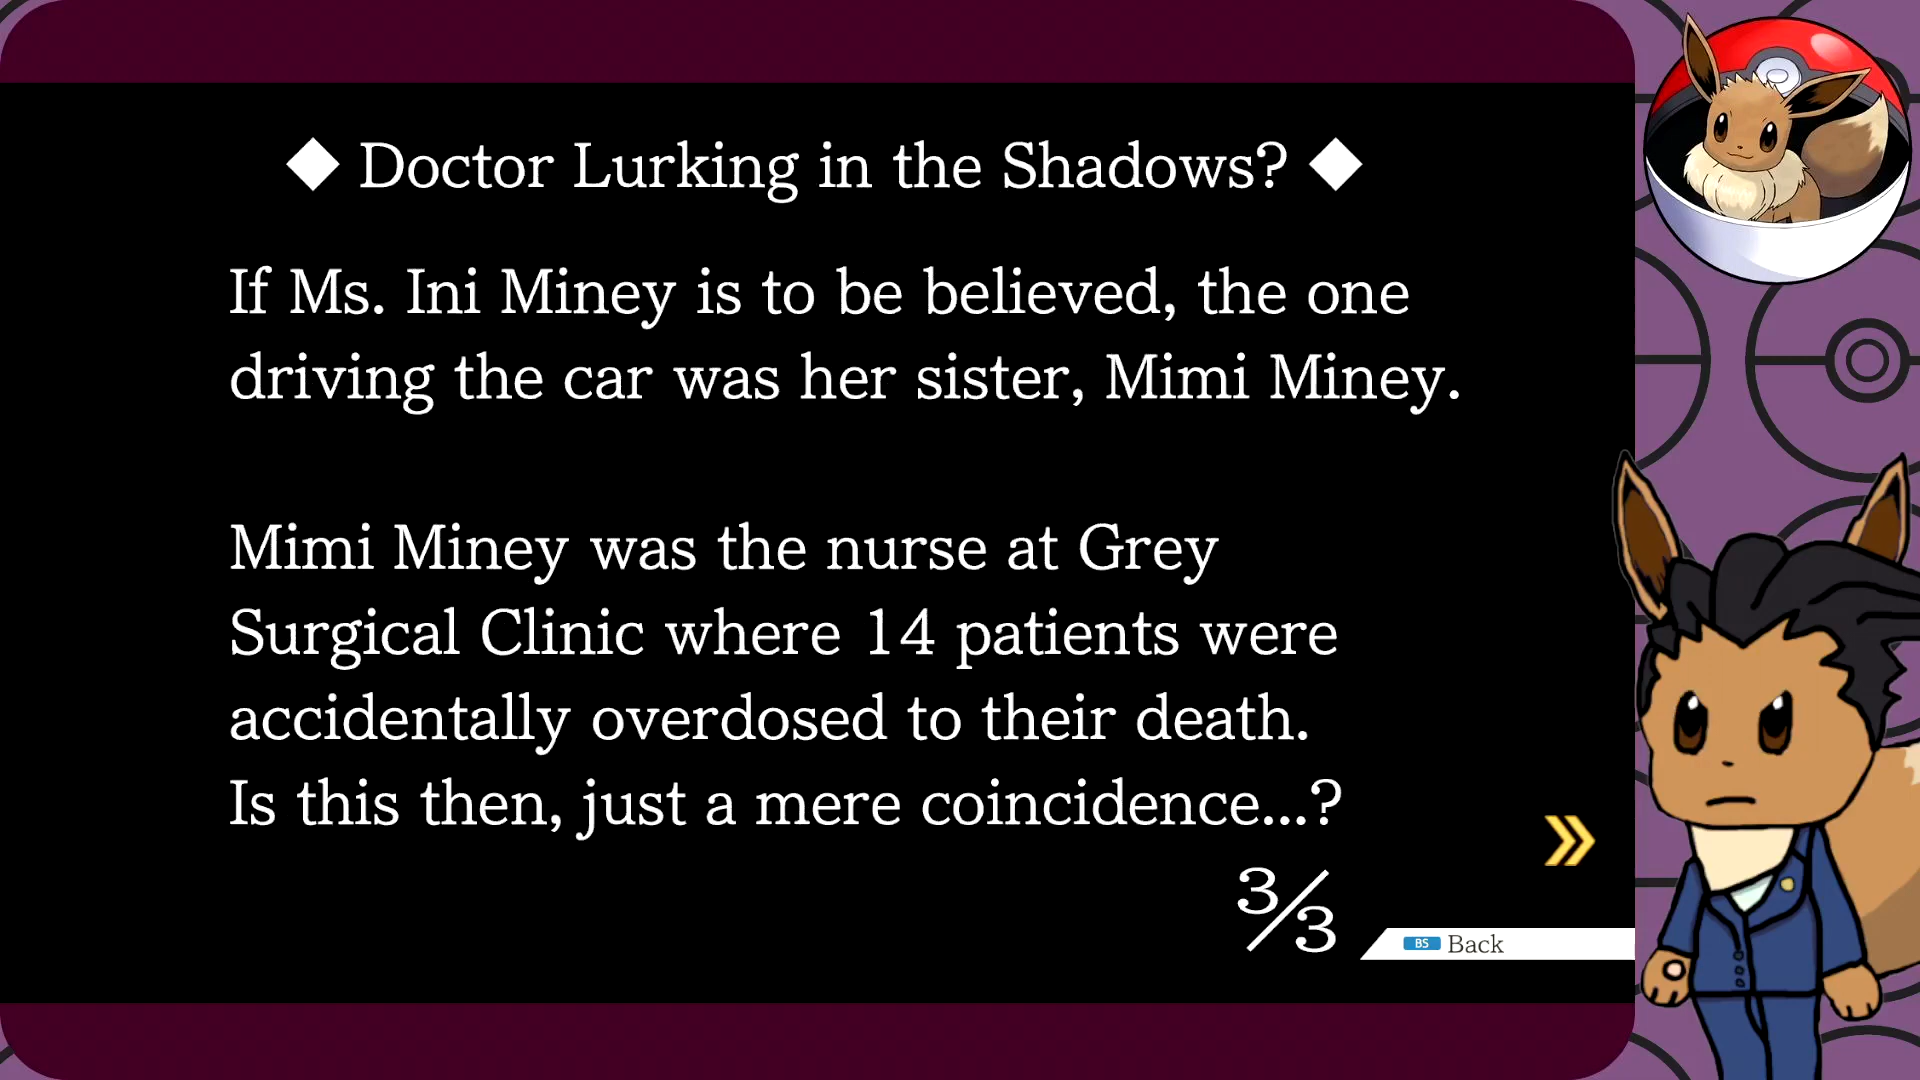 ◆ Doctor Lurking in the Shadows? ◆
If Ms. Ini Miney is to be believed, the one
driving the car was her sister, Mimi Miney.
Mimi Miney was the nurse at Grey
Surgical Clinic where 14 patients were
accidentally overdosed to their death.
Is this then, just a mere coincidence...?
3/3
BS Back